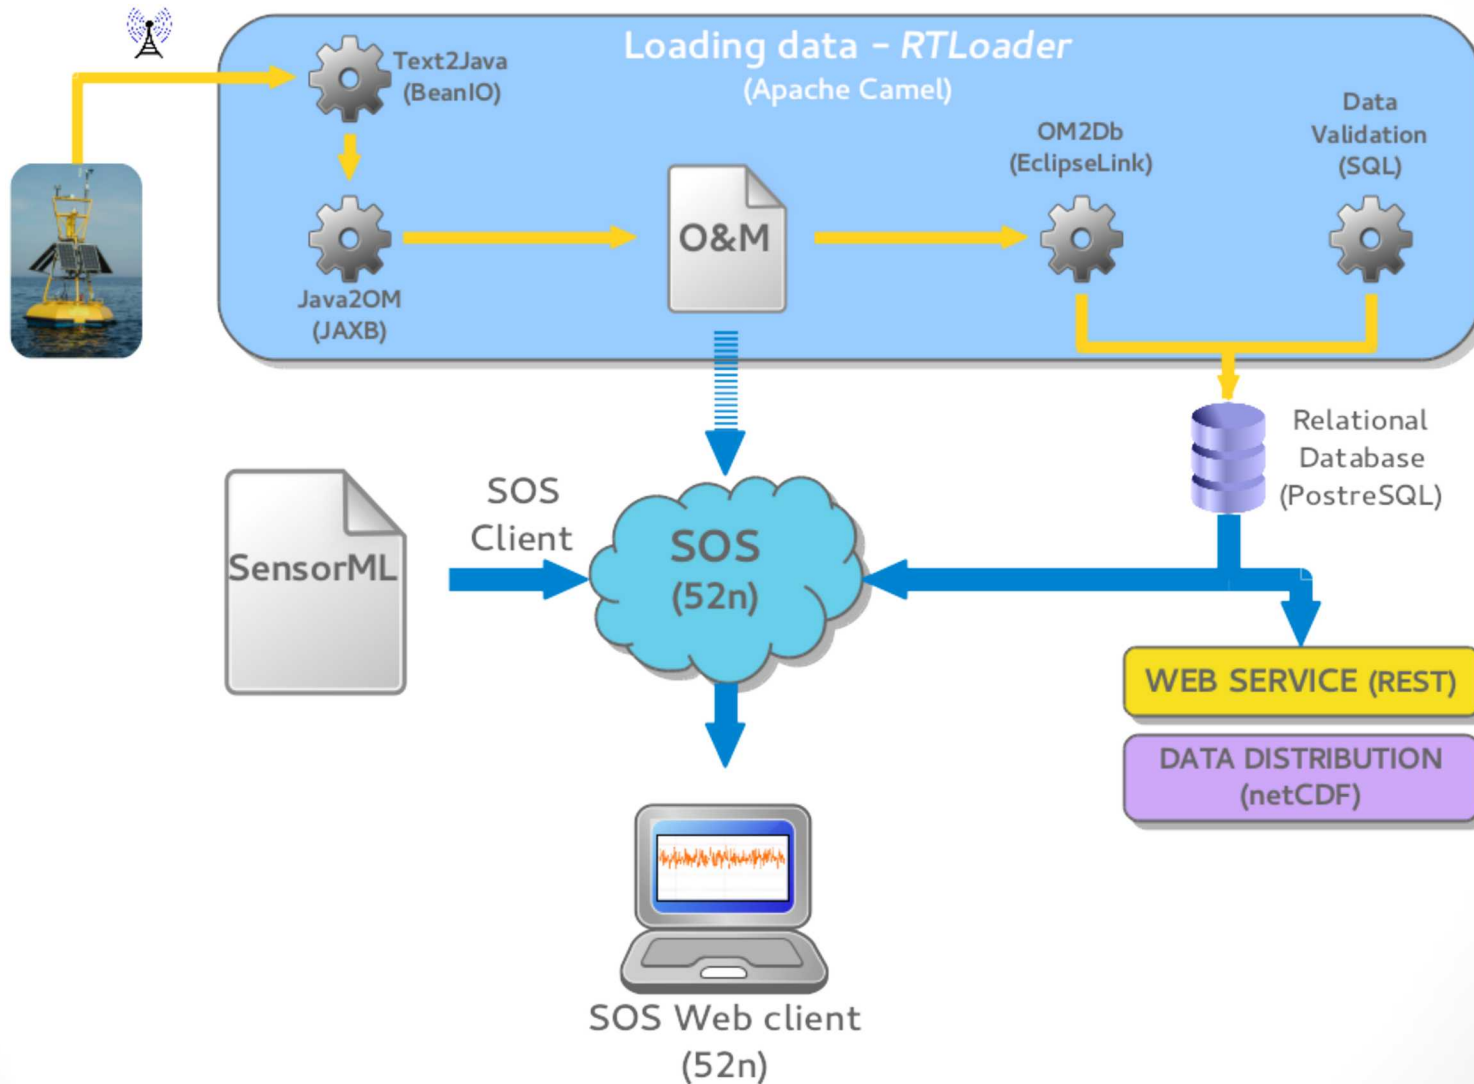 Loading data - RTLoader
(Apache Camel)
Text2Java
(BeanIO)
Java2OM
(JAXB)
O&M
OM2Db
(EclipseLink)
Data
Validation
(SQL)
Relational
Database
(PostreSQL)
SensorML
SOS
Client
SOS
(52n)
WEB SERVICE (REST)
DATA DISTRIBUTION
(netCDF)
SOS Web client
(52n)